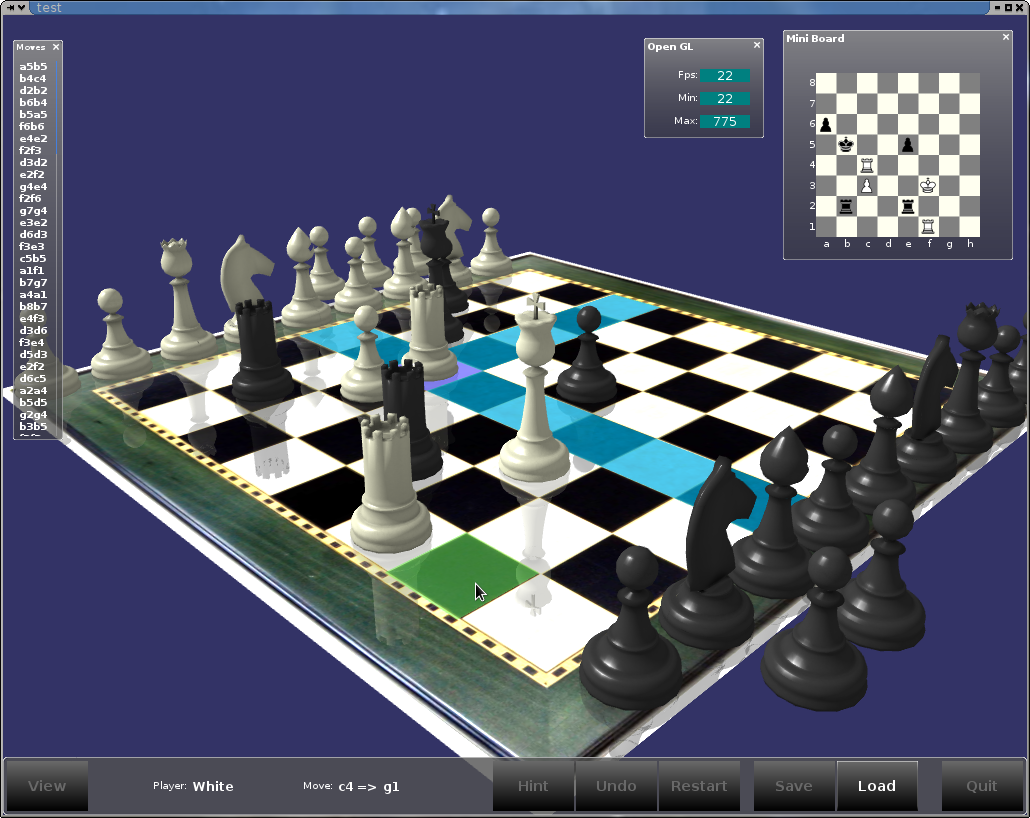 test
Moves
a5b5
b4c4
d2b2
b6b4
b5a5
f6b6
e4e2
f2f3
d3d2
e2f2
g4e4
f2f6
g7g4
e3e2
d6d3
f3e3
c5b5
a1f1
b7g7
a4a1
b8b7
e4f3
d3d6
f3e4
d5d3
e2f2
d6c5
a2a4
b5d5
g2g4
b3b5
Open GL
Fps: 22
Min: 22
Max: 775
Mini Board
8
7
6
5
4
3
2
1
a b c d e f g h
View
Player: White
Move: c4 => g1
Hint
Undo
Restart
Save
Load
Quit